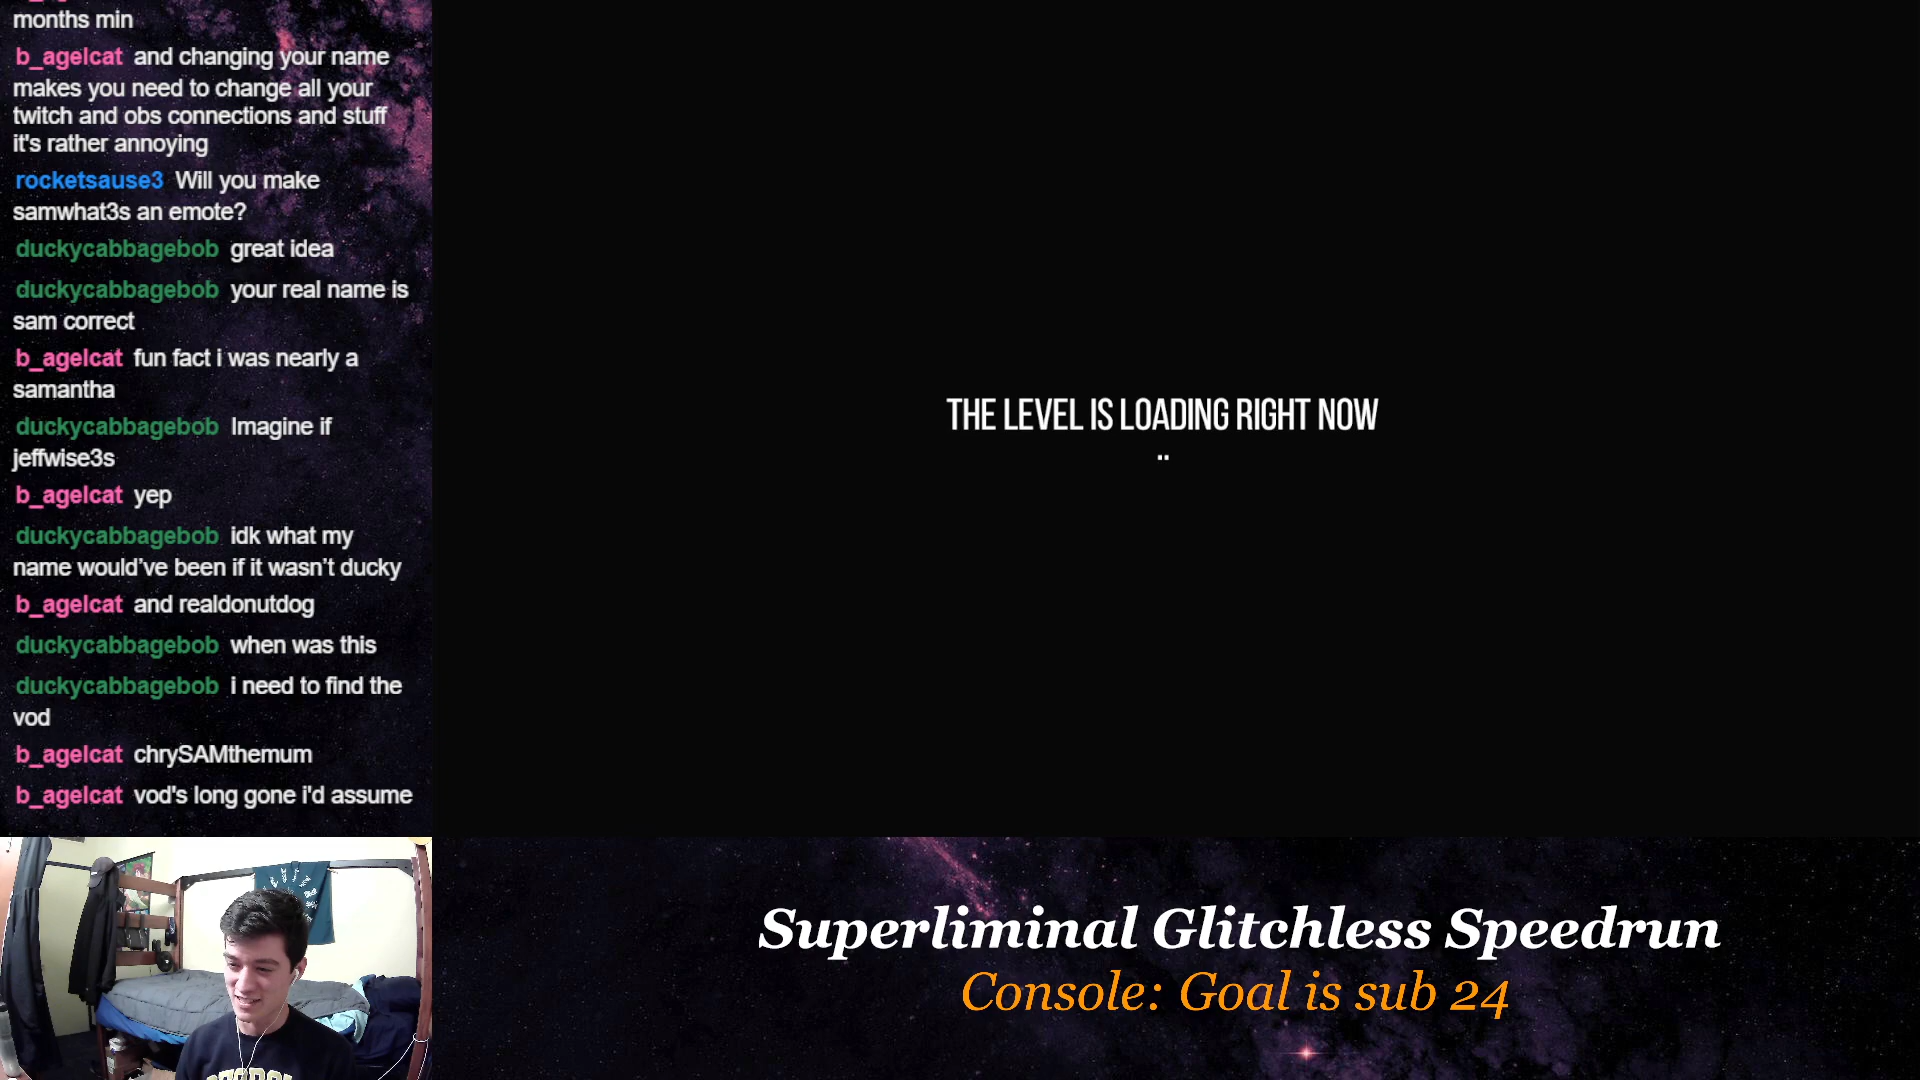 months min
b_agelcat and changing your name
makes you need to change all your
twitch and obs connections and stuff
it's rather annoying
rocketsause3 Will you make
samwhat3s an emote?
duckycabbagebob great idea
duckycabbagebob your real name is
sam correct
b_agelcat fun fact i was nearly a
samantha
duckycabbagebob Imagine if
jeffwise3s
b_agelcat yep
duckycabbagebob idk what my
name would’ve been if it wasn’t ducky
b_agelcat and realdonutdog
duckycabbagebob when was this
duckycabbagebob i need to find the
vod
b_agelcat chrySAMthemum
b_agelcat vod's long gone i'd assume
THE LEVEL IS LOADING RIGHT NOW
..
Superliminal Glitchless Speedrun
Console: Goal is sub 24